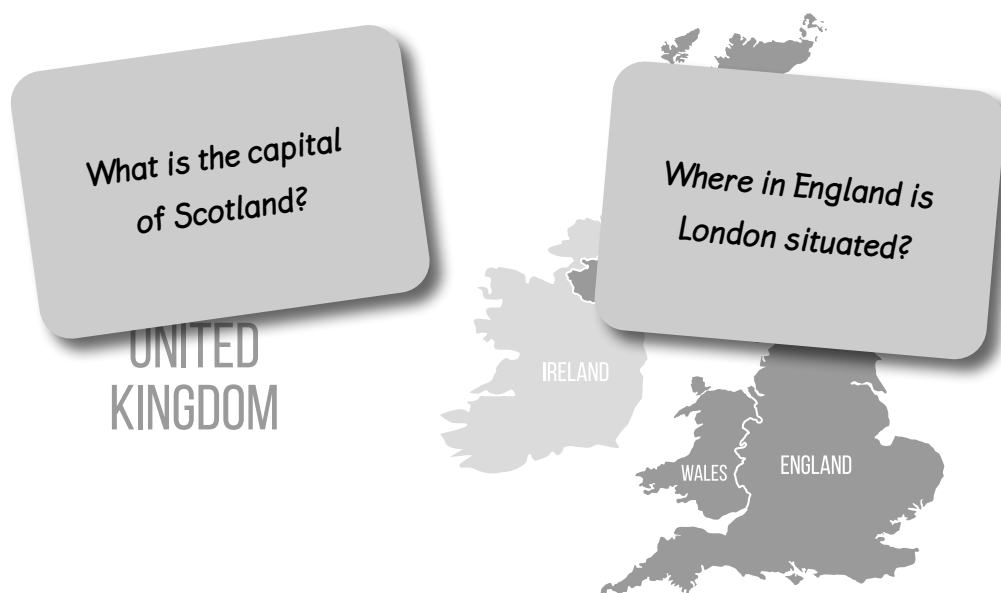 What is the capital
of Scotland?
Where in England is
London situated?
UNITED
KINGDOM
IRELAND
WALES
ENGLAND